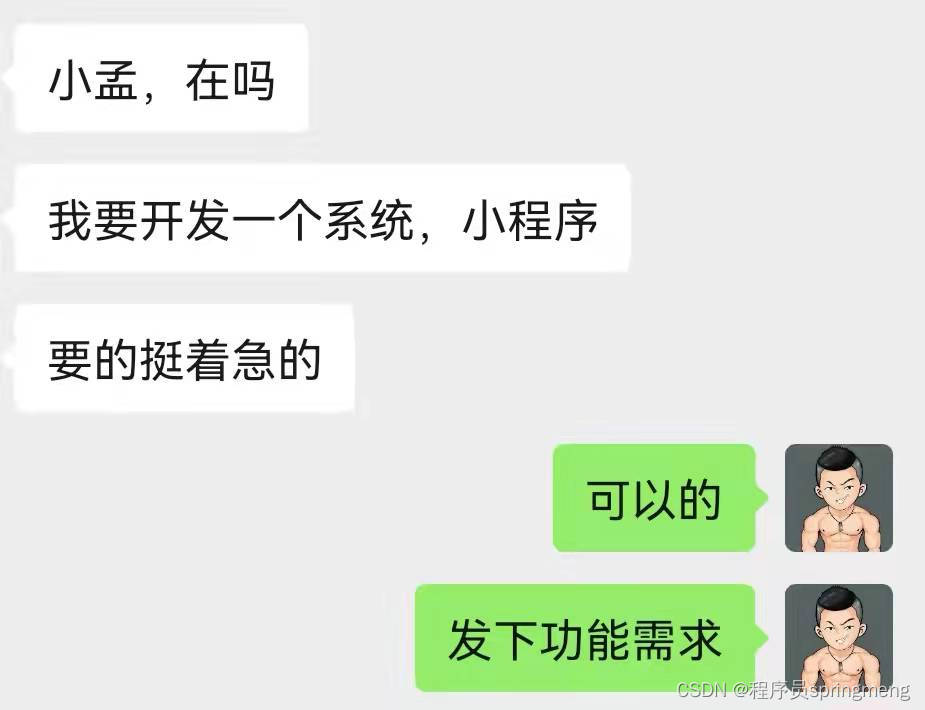 小孟，在吗
我要开发一个系统，小程序
要的挺着急的
可以的
发下功能需求
CSDN @程序员springmeng